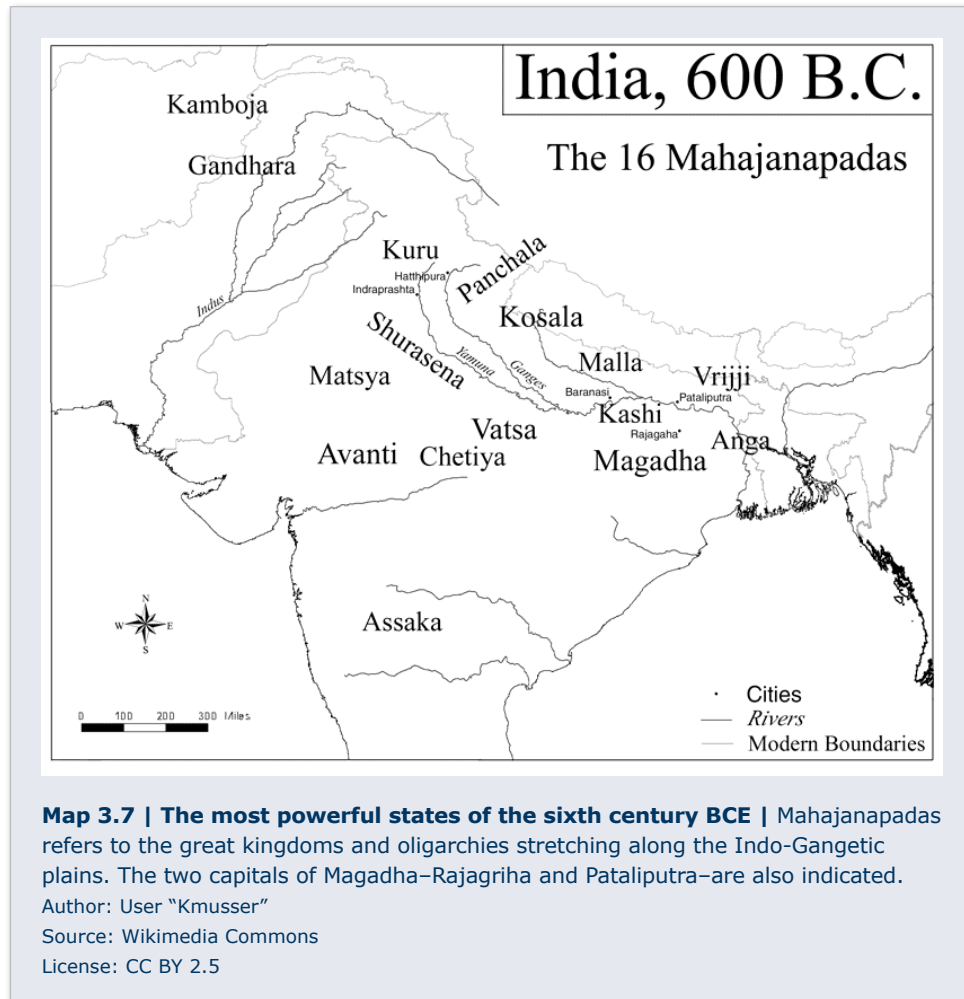 India, 600 B.C.
The 16 Mahajanapadas
Kamboja
Gandhara
Kuru
Hatthipura
Panchala
Indraprashta
Indus
Kosala
Shurasena
Yamuna
Ganges
Malla
Matsya
Vrijji
Baranasi
Pataliputra
Kashi
Vatsa
Rajagaha
Anga
Avanti
Chetiya
Magadha
N
W
E
S
Assaka
0 100 200 300 Miles
Cities
Rivers
Modern Boundaries
Map 3.7 | The most powerful states of the sixth century BCE | Mahajanapadas
refers to the great kingdoms and oligarchies stretching along the Indo-Gangetic
plains. The two capitals of Magadha–Rajagriha and Pataliputra–are also indicated.
Author: User “Kmusser”
Source: Wikimedia Commons
License: CC BY 2.5